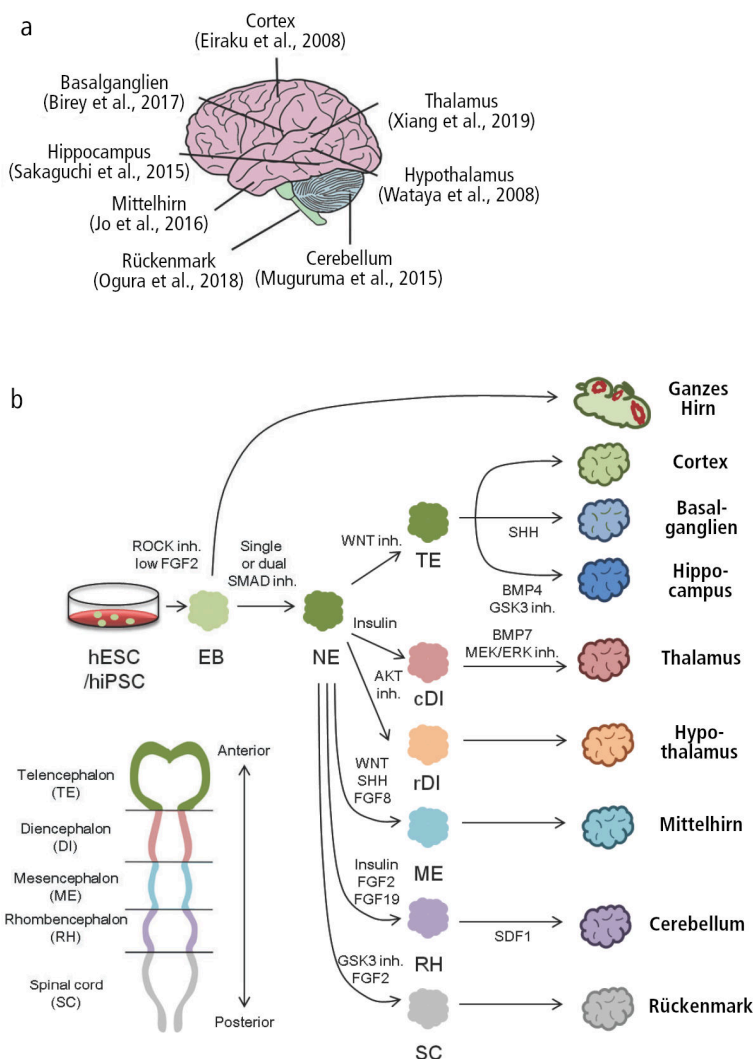 a
Cortex
(Eiraku et al., 2008)
Basalganglien
(Birey et al., 2017)
Thalamus
(Xiang et al., 2019)
Hippocampus
(Sakaguchi et al., 2015)
Hypothalamus
(Wataya et al., 2008)
Mittelhirn
(Jo et al., 2016)
Rückenmark
(Ogura et al., 2018)
Cerebellum
(Muguruma et al., 2015)
b
Ganzes
Hirn
Cortex
ROCK inh.
low FGF2
Single
or dual
SMAD inh.
WNT inh.
TE
SHH
Basal-
ganglien
BMP4
GSK3 inh.
Hippo-
campus
hESC
/hiPSC
EB
NE
Insulin
AKT
inh.
cDI
BMP7
MEK/ERK inh.
Thalamus
rDI
Hypo-
thalamus
WNT
SHH
FGF8
ME
Mittelhirn
Insulin
FGF2
FGF19
RH
SDF1
Cerebellum
GSK3 inh.
FGF2
SC
Rückenmark
Anterior
Telencephalon
(TE)
Diencephalon
(DI)
Mesencephalon
(ME)
Rhombencephalon
(RH)
Spinal cord
(SC)
Posterior